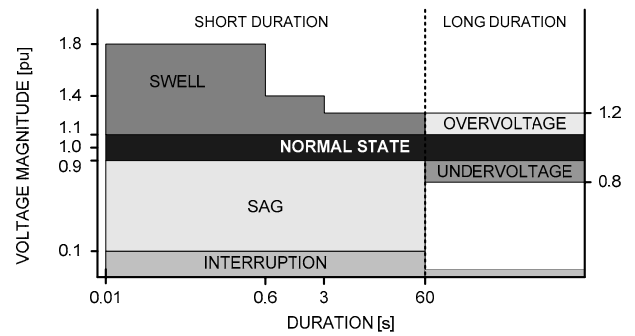 SHORT DURATION
LONG DURATION
VOLTAGE MAGNITUDE [pu]
1.8
1.4
1.1
1.0
0.9
0.1
SWELL
NORMAL STATE
SAG
INTERRUPTION
OVERVOLTAGE
UNDERVOLTAGE
1.2
0.8
0.01
0.6
3
60
DURATION [s]